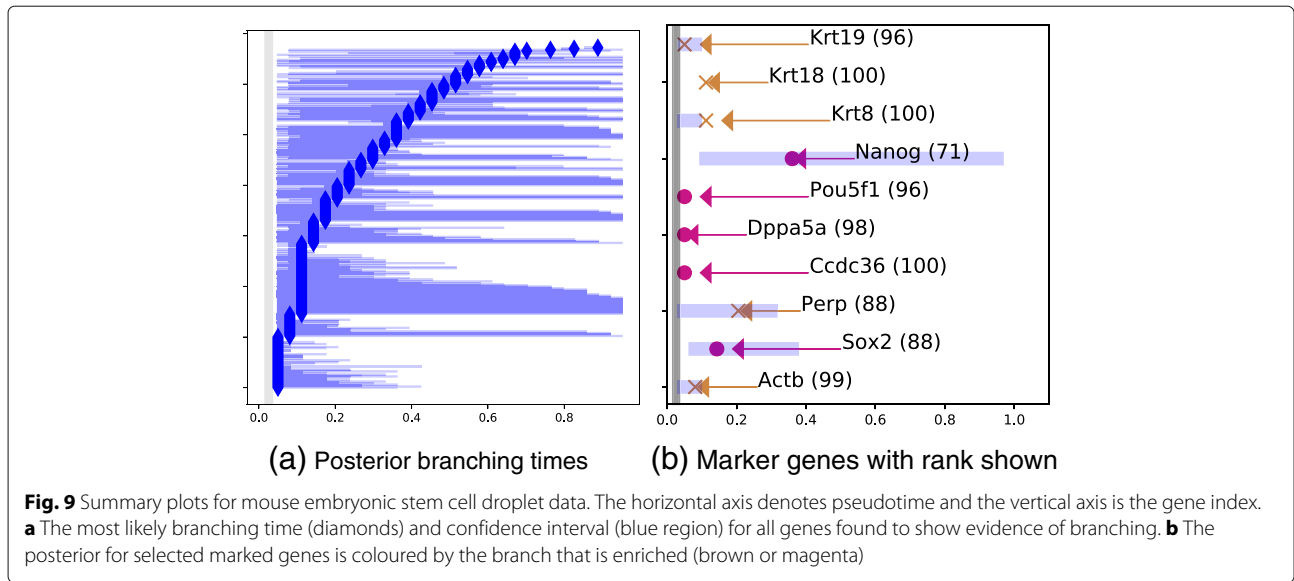 Krt19 (96)
Krt18 (100)
Krt8 (100)
Nanog (71)
Pou5f1 (96)
Dppa5a (98)
Ccdc36 (100)
Perp (88)
Sox2 (88)
Actb (99)
0.0 0.2 0.4 0.6 0.8
0.0 0.2 0.4 0.6 0.8 1.0
(a) Posterior branching times
(b) Marker genes with rank shown
Fig. 9 Summary plots for mouse embryonic stem cell droplet data. The horizontal axis denotes pseudotime and the vertical axis is the gene index.
a The most likely branching time (diamonds) and confidence interval (blue region) for all genes found to show evidence of branching. b The
posterior for selected marked genes is coloured by the branch that is enriched (brown or magenta)